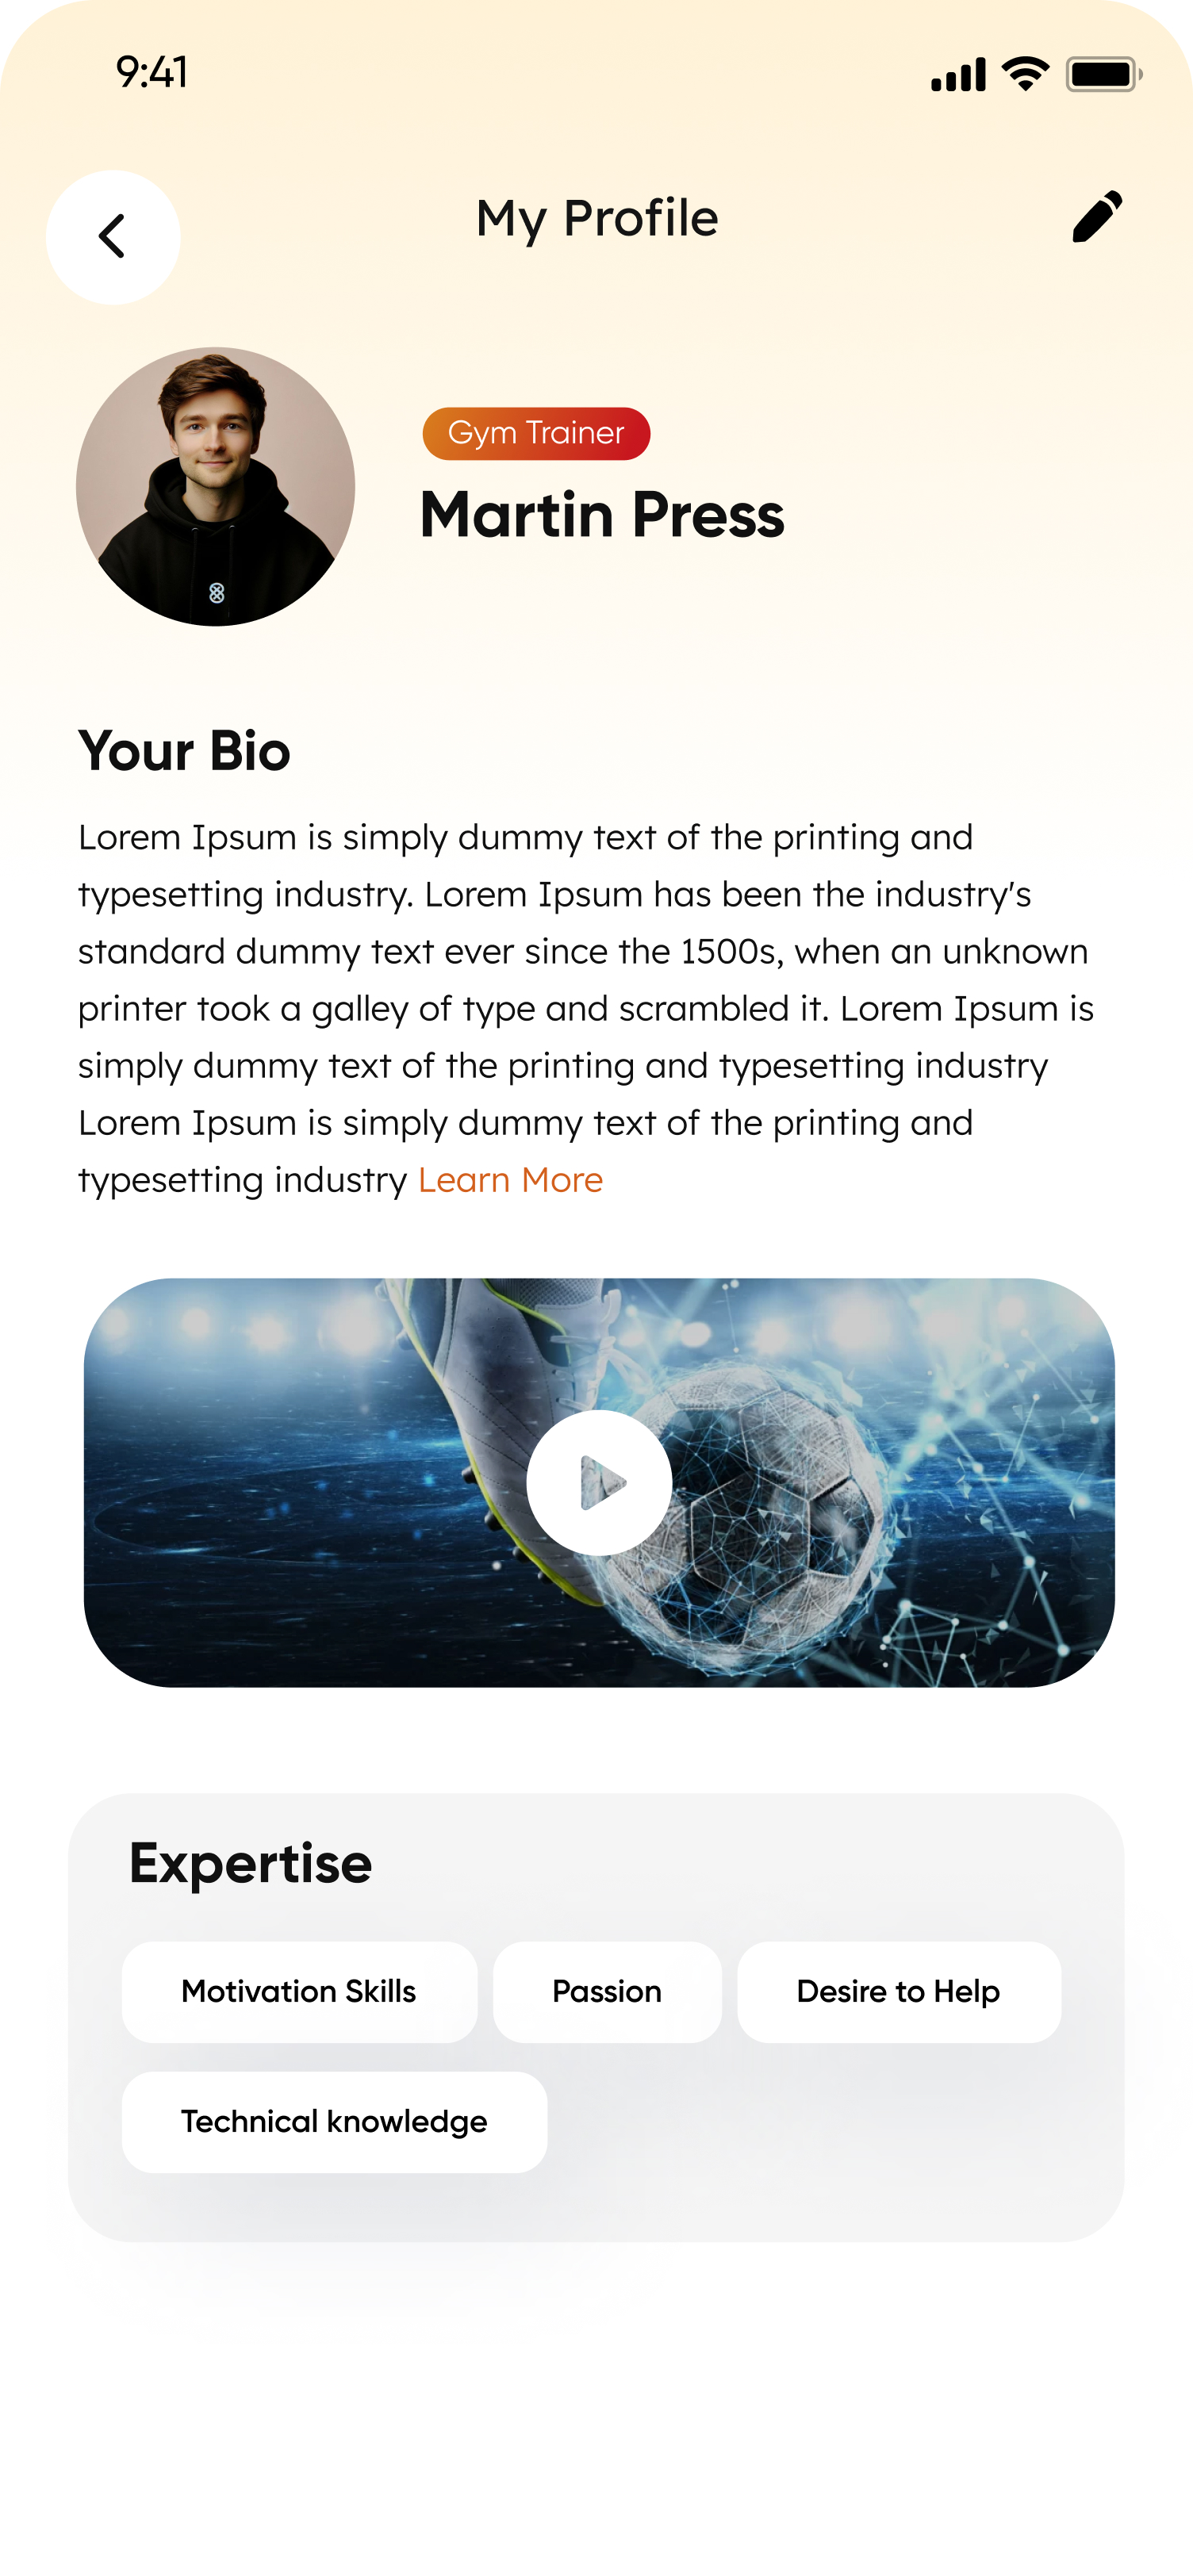 9:41
My Profile
Gym Trainer
Martin Press
Your Bio
Lorem Ipsum is simply dummy text of the printing and
typesetting industry. Lorem Ipsum has been the industry's
standard dummy text ever since the 1500s, when an unknown
printer took a galley of type and scrambled it. Lorem Ipsum is
simply dummy text of the printing and typesetting industry
Lorem Ipsum is simply dummy text of the printing and
typesetting industry Learn More
Expertise
Motivation Skills
Passion
Desire to Help
Technical knowledge